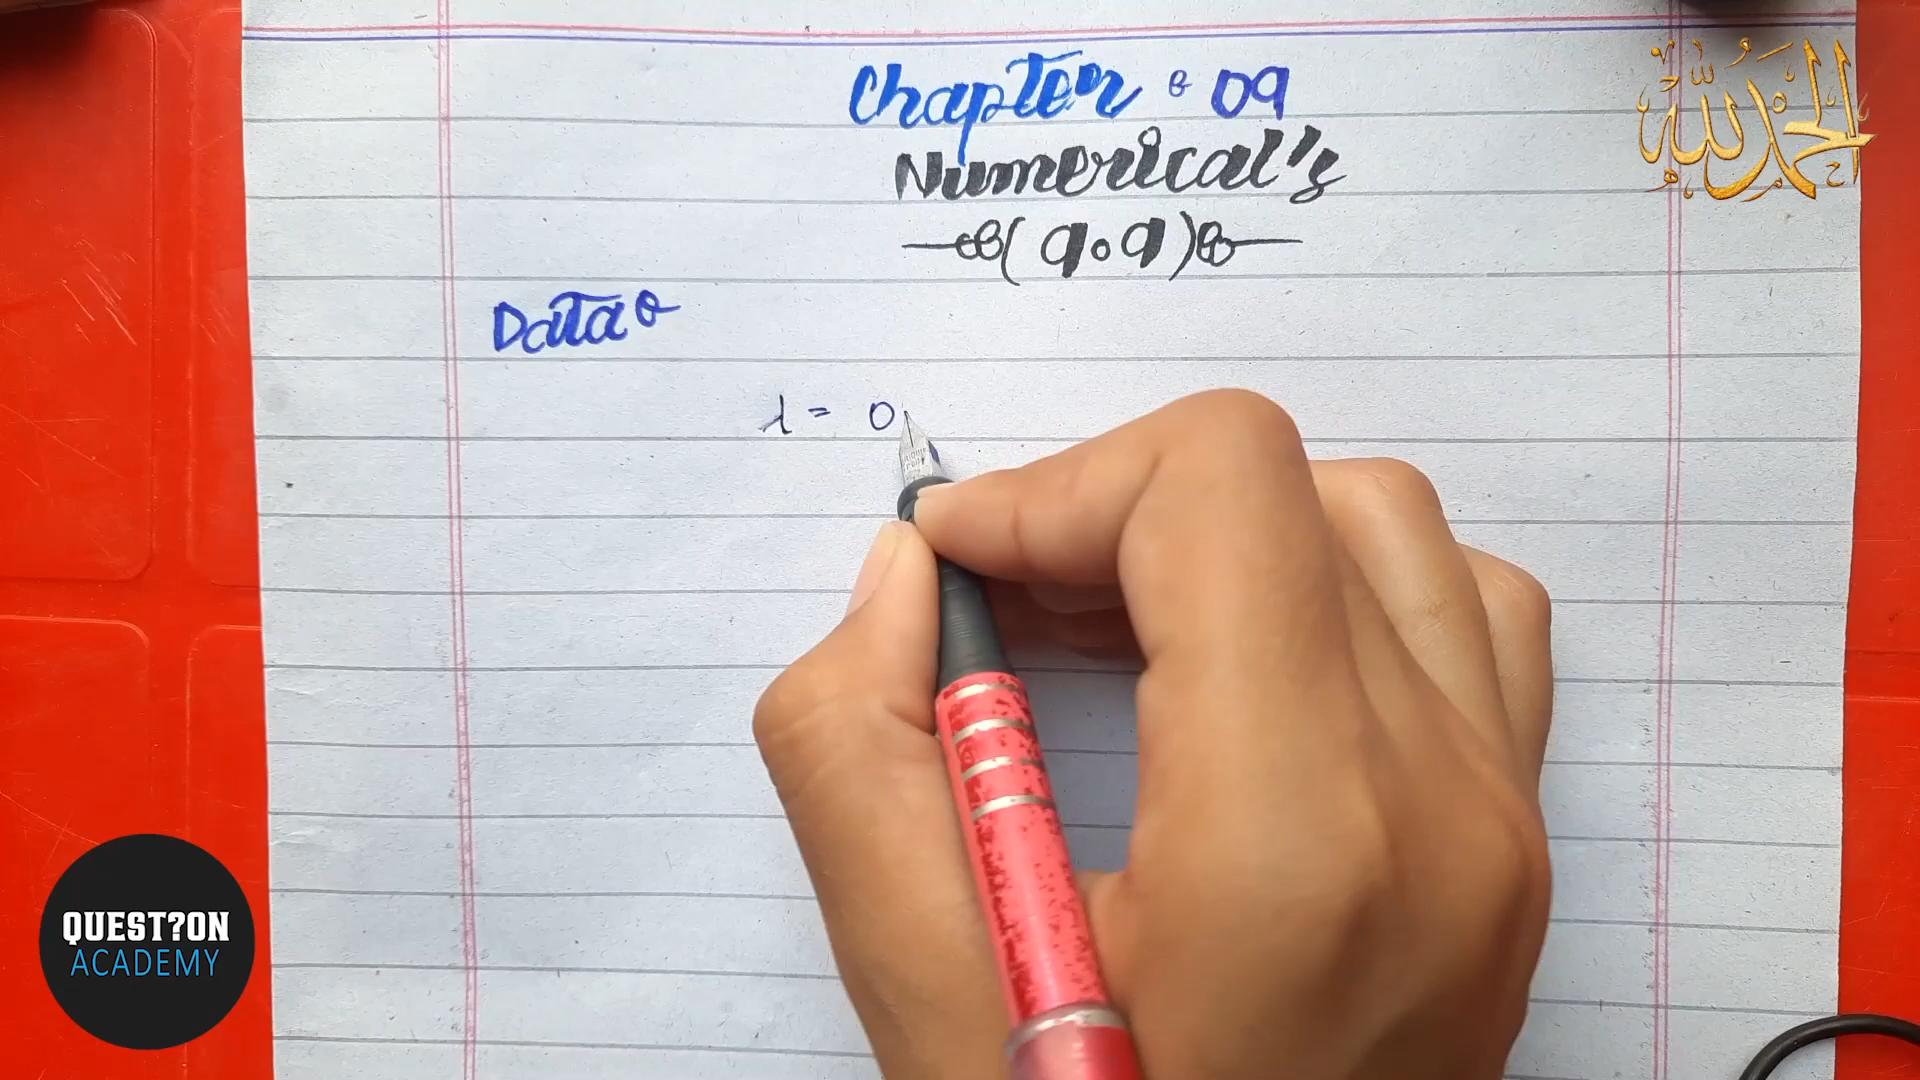 Chapter : 09
Numerical's
(9.9)
الحمد لله
Data :
λ = 0
QUEST?ON
ACADEMY